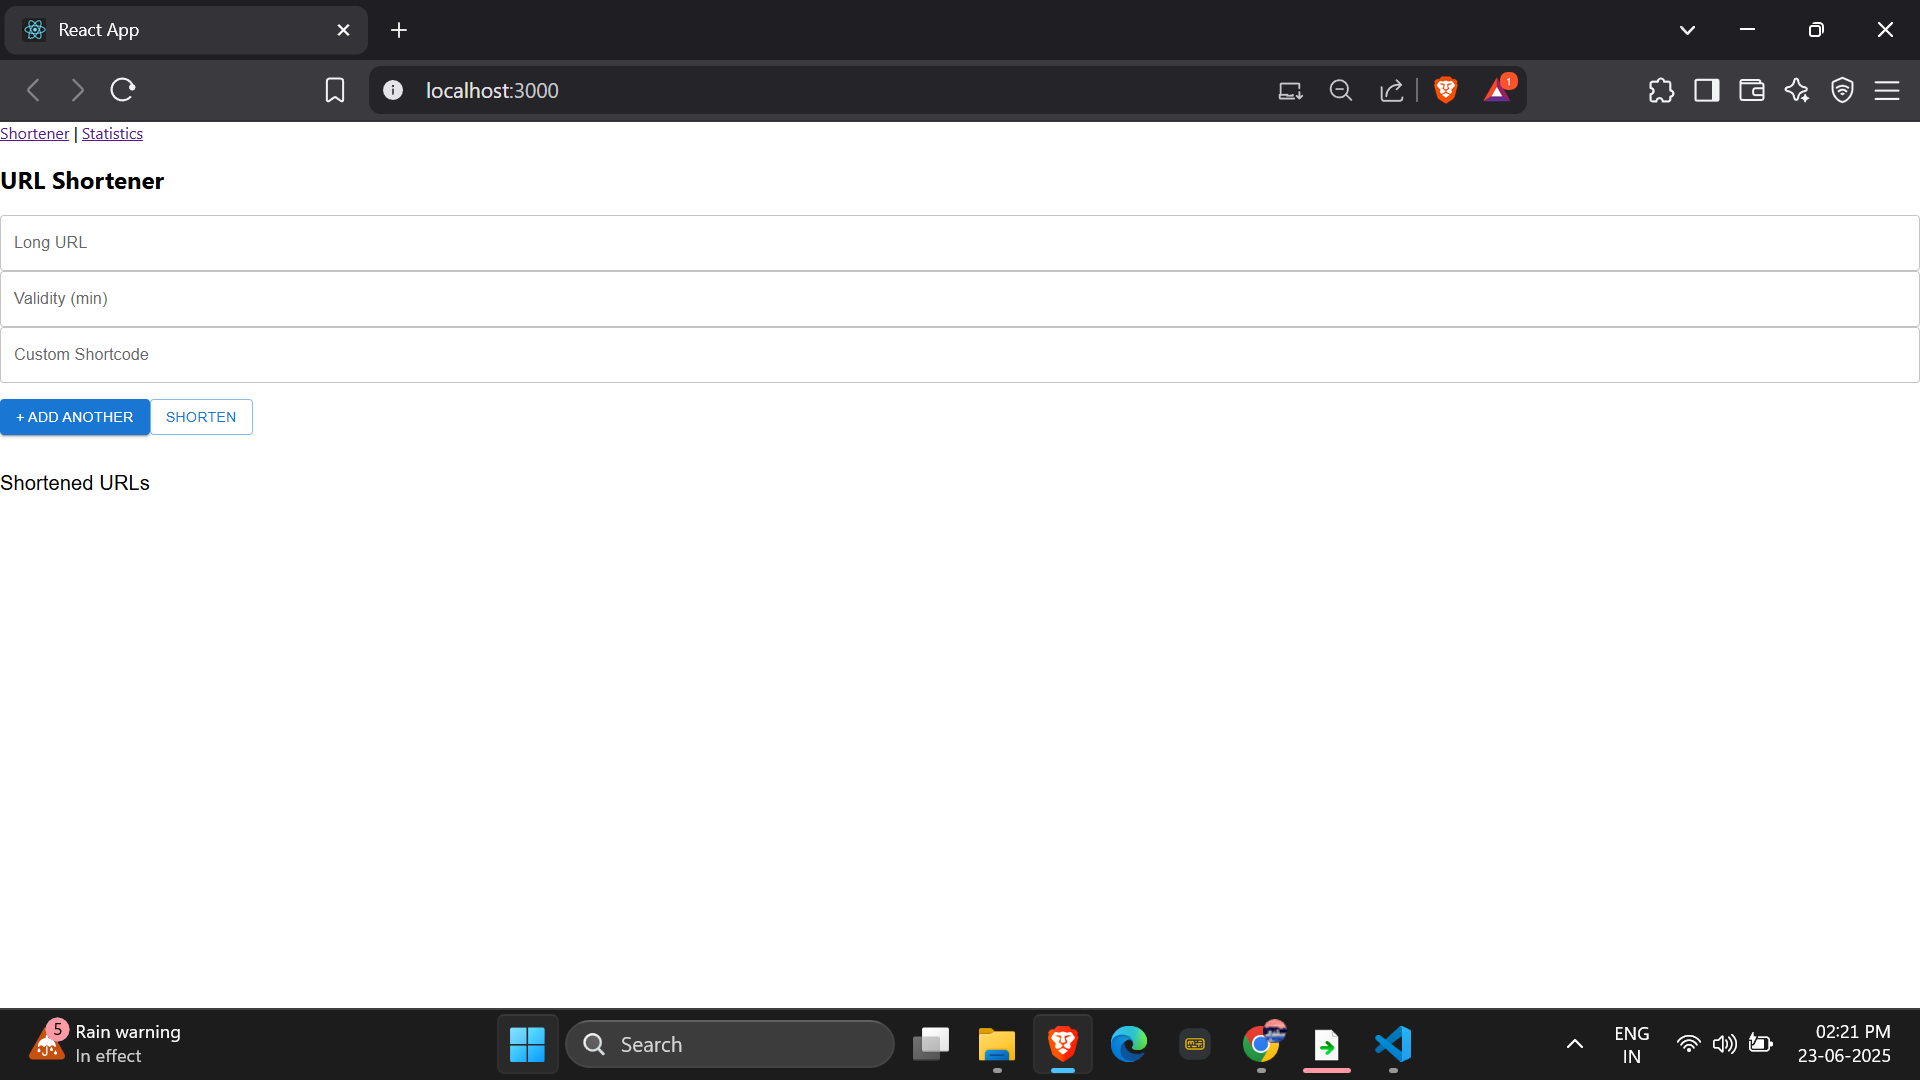 React App
localhost:3000
1
Shortener | Statistics
URL Shortener
Long URL
Validity (min)
Custom Shortcode
+ ADD ANOTHER
SHORTEN
Shortened URLs
5
Rain warning
In effect
Search
ENG
IN
02:21 PM
23-06-2025